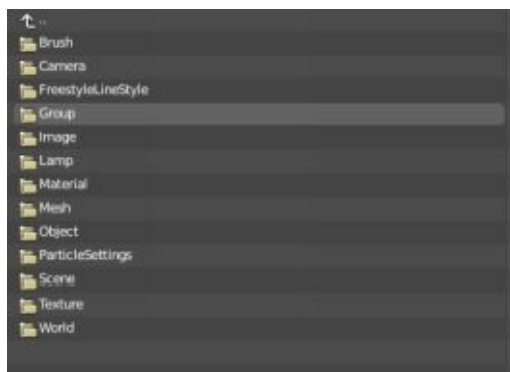 ..
Brush
Camera
FreestyleLineStyle
Group
Image
Lamp
Material
Mesh
Object
ParticleSettings
Scene
Texture
World